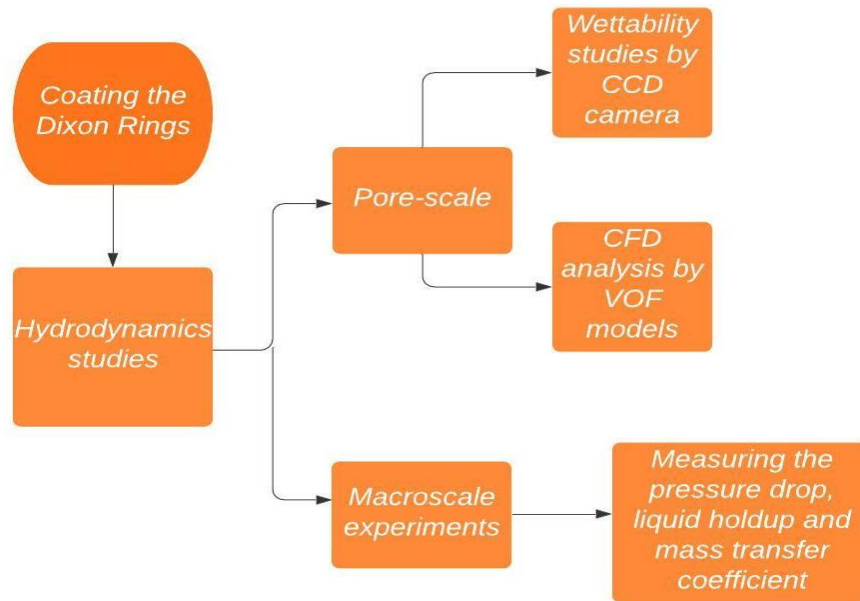 Coating the
Dixon Rings
Hydrodynamics
studies
Pore-scale
Wettability
studies by
CCD
camera
CFD
analysis by
VOF
models
Macroscale
experiments
Measuring the
pressure drop,
liquid holdup and
mass transfer
coefficient